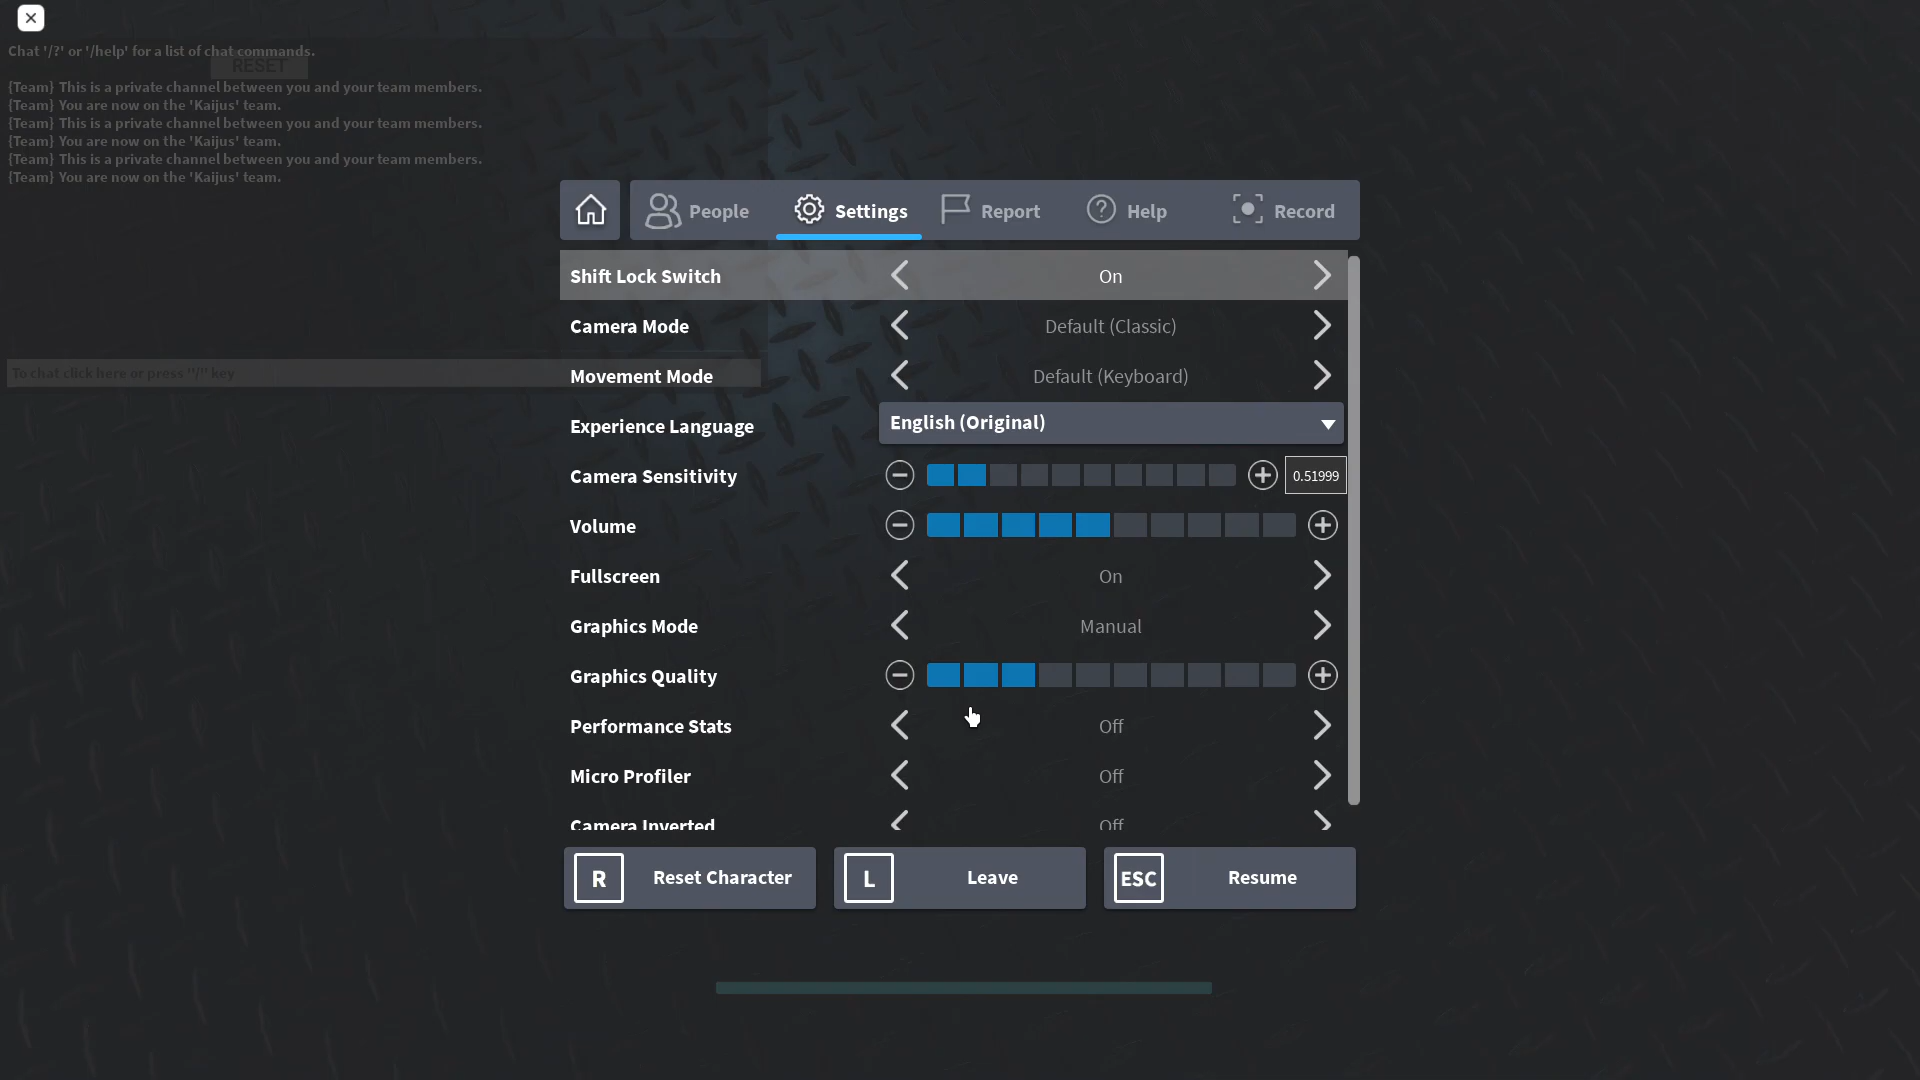 Chat '/?' or '/help' for a list of chat commands.
RESET
{Team} This is a private channel between you and your team members.
{Team} You are now on the 'Kaijus' team.
{Team} This is a private channel between you and your team members.
{Team} You are now on the 'Kaijus' team.
{Team} This is a private channel between you and your team members.
{Team} You are now on the 'Kaijus' team.
People Settings Report Help Record
Shift Lock Switch On
Camera Mode Default (Classic)
To chat click here or press "/" key
Movement Mode Default (Keyboard)
Experience Language English (Original)
Camera Sensitivity 0.51999
Volume
Fullscreen On
Graphics Mode Manual
Graphics Quality
Performance Stats Off
Micro Profiler Off
Camera Inverted Off
R Reset Character L Leave ESC Resume